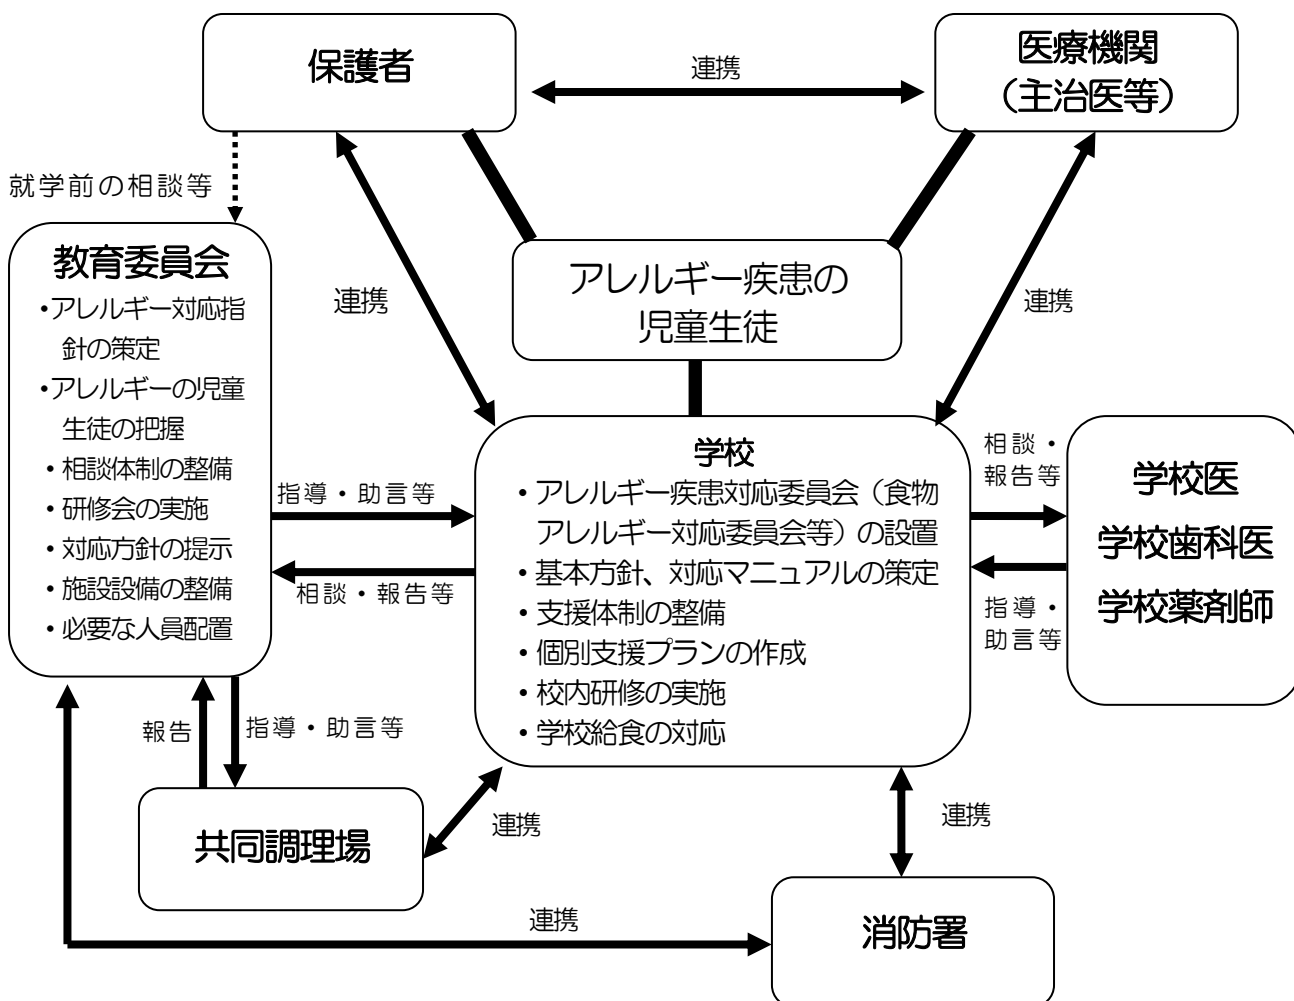 保護者
医療機関
（主治医等）
連携
就学前の相談等
教育委員会
・アレルギー対応指
針の策定
・アレルギーの児童
生徒の把握
・相談体制の整備
・研修会の実施
・対応方針の提示
・施設設備の整備
・必要な人員配置
連携
アレルギー疾患の
児童生徒
連携
指導・助言等
相談・報告等
学校
・アレルギー疾患対応委員会（食物
アレルギー対応委員会等）の設置
・基本方針、対応マニュアルの策定
・支援体制の整備
・個別支援プランの作成
・校内研修の実施
・学校給食の対応
相談・
報告等
指導・
助言等
学校医
学校歯科医
学校薬剤師
報告
指導・助言等
共同調理場
連携
連携
連携
消防署